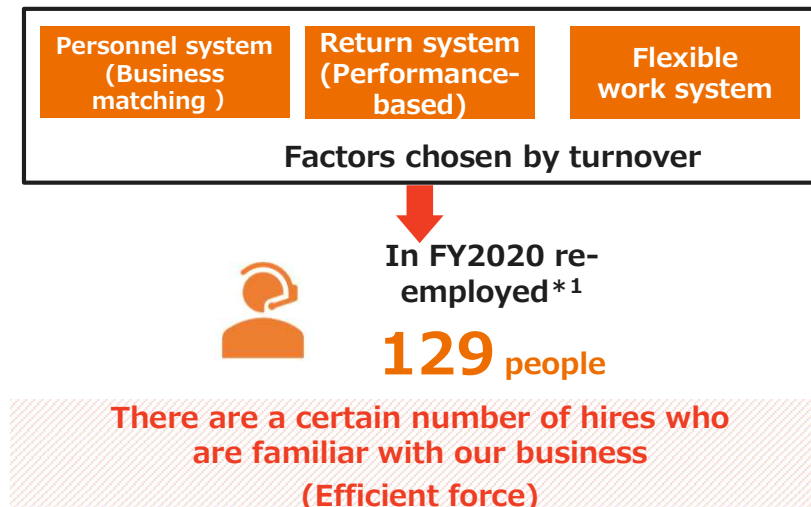 Personnel system
(Business
matching ）
Return system
(Performance-
based)
Flexible
work system
Factors chosen by turnover
In FY2020 re-
employed*1
129 people
There are a certain number of hires who
are familiar with our business
(Efficient force)